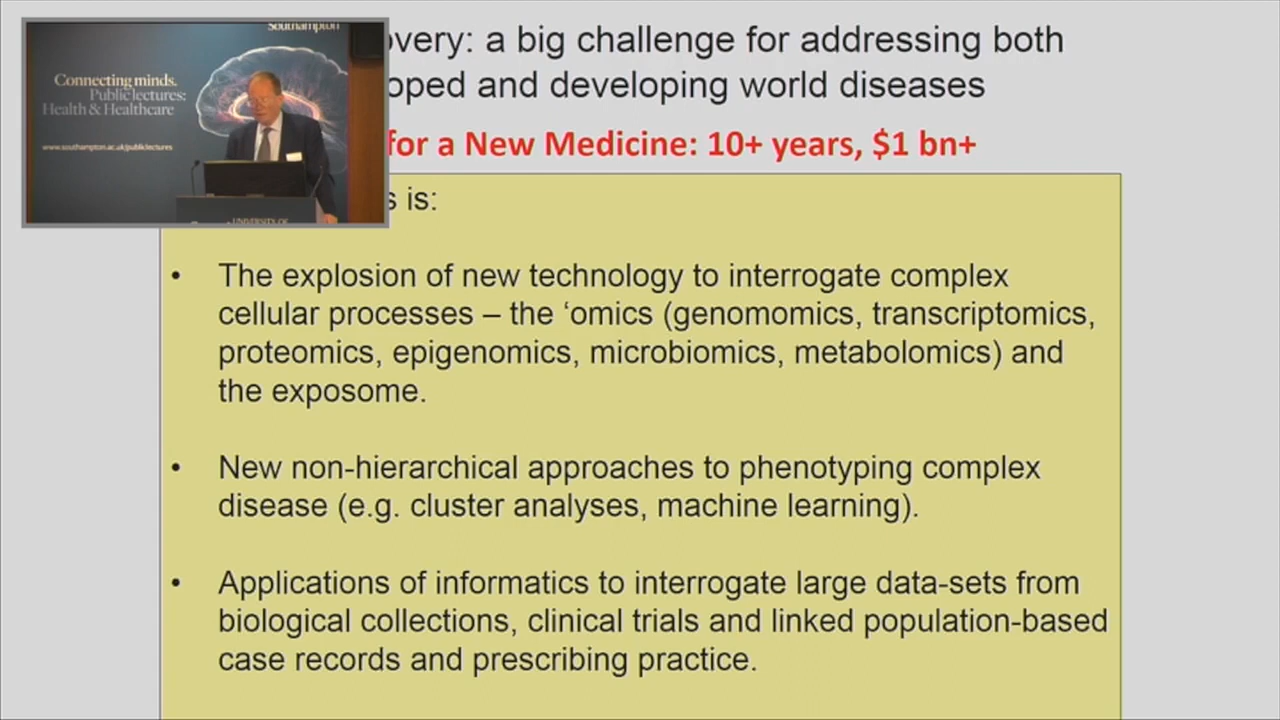 Southampton
Connecting minds.
Public lectures:
Health & Healthcare
www.southampton.ac.uk/publiclectures
UNIVERSITY OF
overy: a big challenge for addressing both
oped and developing world diseases
for a New Medicine: 10+ years, $1 bn+
s is:
• The explosion of new technology to interrogate complex
cellular processes – the ‘omics (genomomics, transcriptomics,
proteomics, epigenomics, microbiomics, metabolomics) and
the exposome.
• New non-hierarchical approaches to phenotyping complex
disease (e.g. cluster analyses, machine learning).
• Applications of informatics to interrogate large data-sets from
biological collections, clinical trials and linked population-based
case records and prescribing practice.